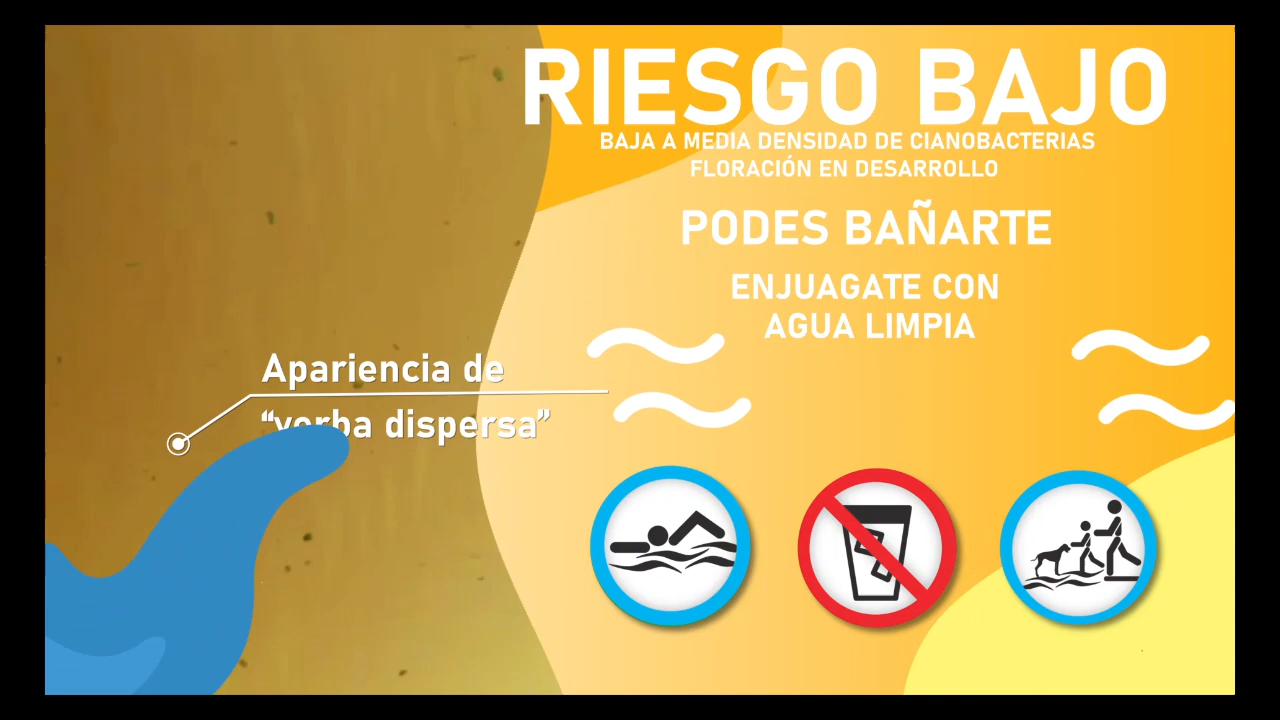 RIESGO BAJO
BAJA A MEDIA DENSIDAD DE CIANOBACTERIAS
FLORACIÓN EN DESARROLLO
PODES BAÑARTE
ENJUAGATE CON
AGUA LIMPIA
Apariencia de
“yerba dispersa”